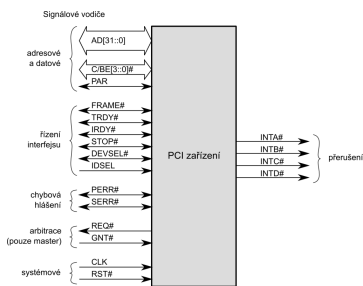 Signálové vodiče
adresové
a datové
AD[31::0]
C/BE[3::0]#
PAR
řízení
interfejsu
FRAME#
TRDY#
IRDY#
STOP#
DEVSEL#
IDSEL
chybová
hlášení
PERR#
SERR#
arbitrace
(pouze master)
REQ#
GNT#
systémové
CLK
RST#
PCI zařízení
INTA#
INTB#
INTC#
INTD#
přerušení